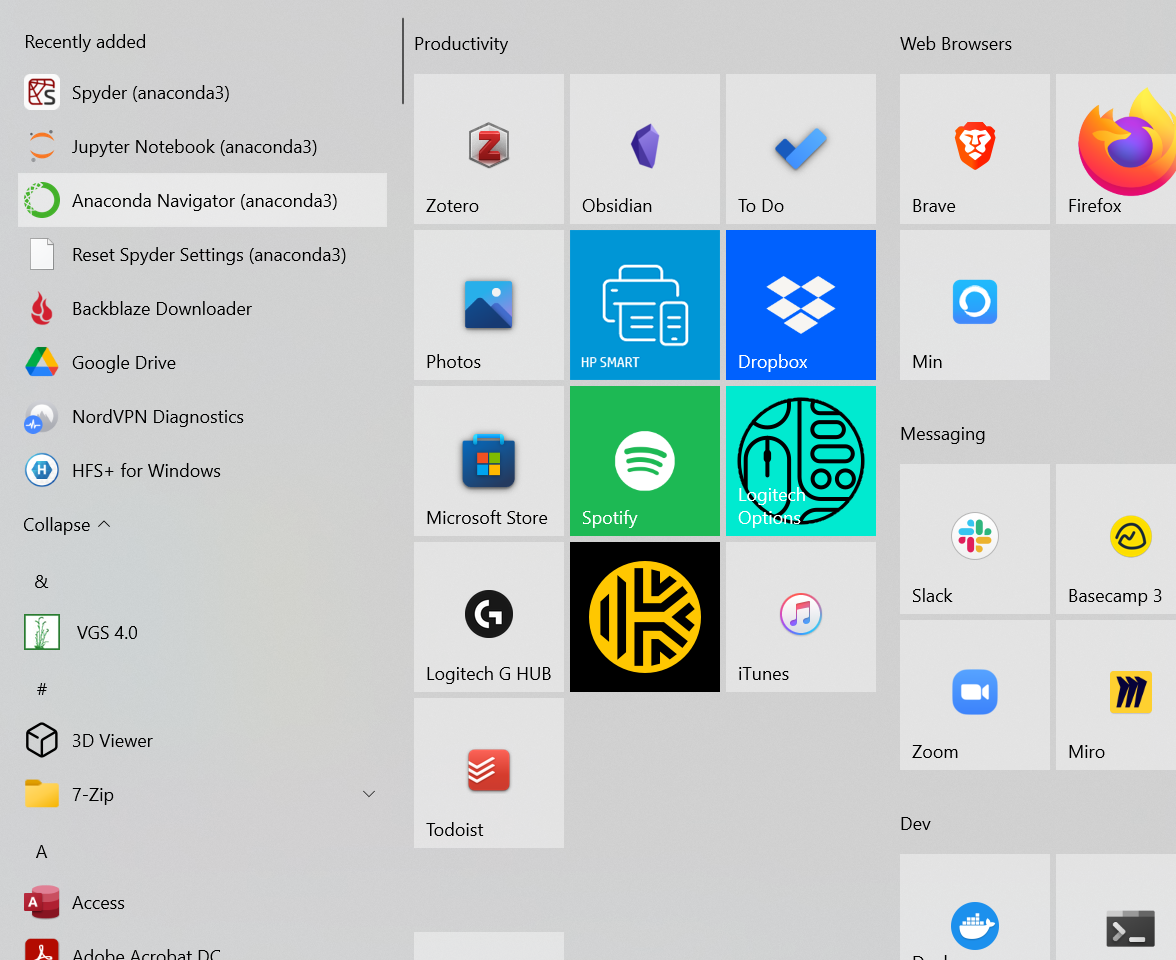 Recently added
Spyder (anaconda3)
Jupyter Notebook (anaconda3)
Anaconda Navigator (anaconda3)
Reset Spyder Settings (anaconda3)
Backblaze Downloader
Google Drive
NordVPN Diagnostics
HFS+ for Windows
Collapse
&
VGS 4.0
#
3D Viewer
7-Zip
A
Access
Adobe Acrobat DC
Productivity
Zotero
Obsidian
To Do
Photos
HP SMART
Dropbox
Microsoft Store
Spotify
Logitech
Options
Logitech G HUB
iTunes
Todoist
Web Browsers
Brave
Firefox
Min
Messaging
Slack
Basecamp 3
Zoom
Miro
Dev